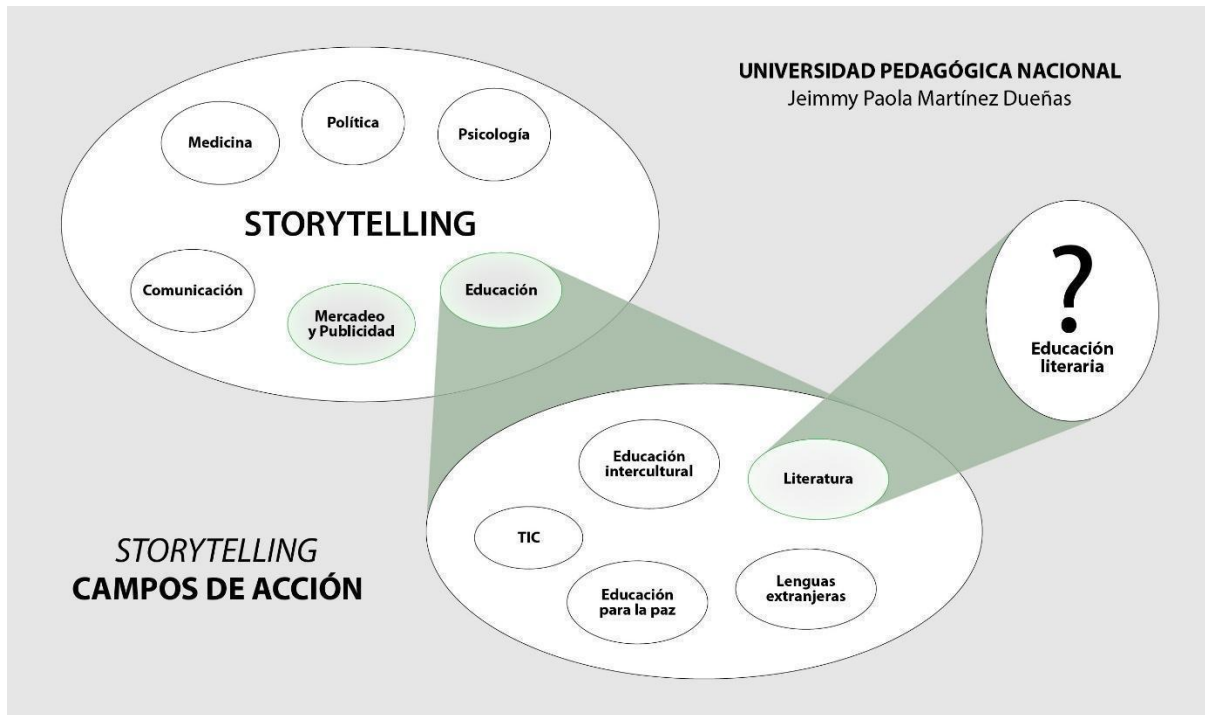 UNIVERSIDAD PEDAGÓGICA NACIONAL
Jeimmy Paola Martínez Dueñas
Medicina
Política
Psicología
STORYTELLING
Comunicación
Mercadeo
y Publicidad
Educación
?
Educación
literaria
Educación
intercultural
Literatura
TIC
Educación
para la paz
Lenguas
extranjeras
STORYTELLING
CAMPOS DE ACCIÓN